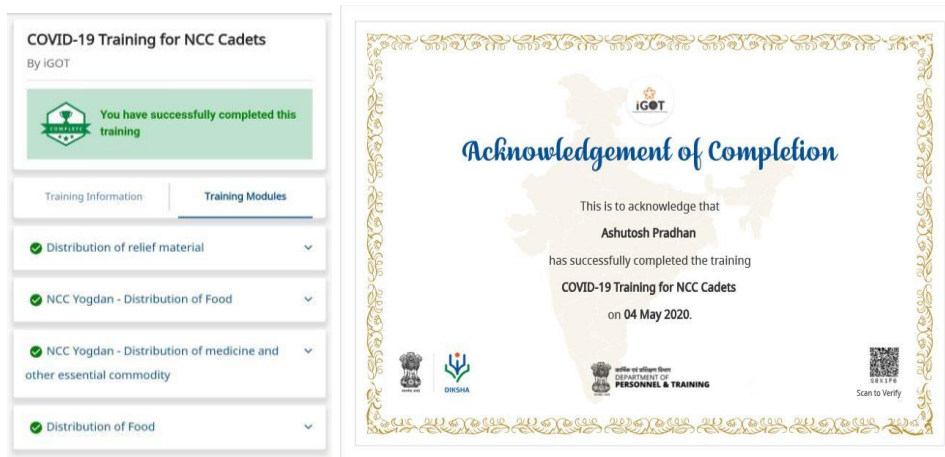 COVID-19 Training for NCC Cadets
By iGOT
COMPLETE
You have successfully completed this
training
Training Information
Training Modules
Distribution of relief material
NCC Yogdan - Distribution of Food
NCC Yogdan - Distribution of medicine and
other essential commodity
Distribution of Food
iGOT
Acknowledgement of Completion
This is to acknowledge that
Ashutosh Pradhan
has successfully completed the training
COVID-19 Training for NCC Cadets
on 04 May 2020.
DIKSHA
कार्मिक एवं प्रशिक्षण विभाग
DEPARTMENT OF
PERSONNEL & TRAINING
Scan to Verify